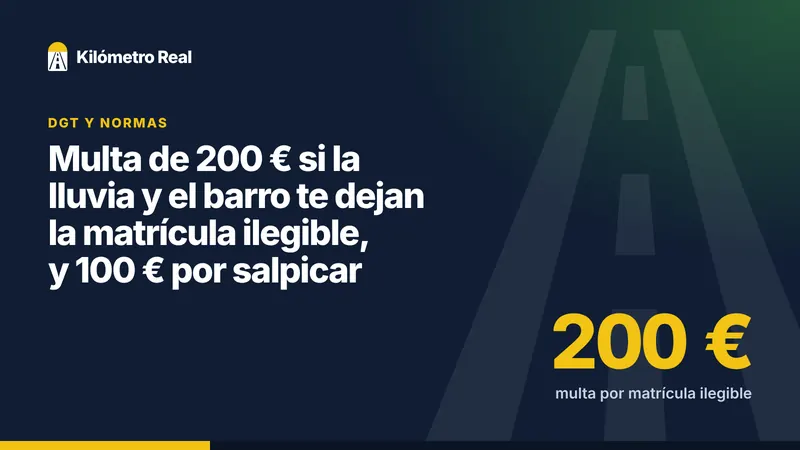 Kilómetro Real
DGT Y NORMAS
Multa de 200 € si la
lluvia y el barro te dejan
la matrícula ilegible,
y 100 € por salpicar
200 €
multa por matrícula ilegible